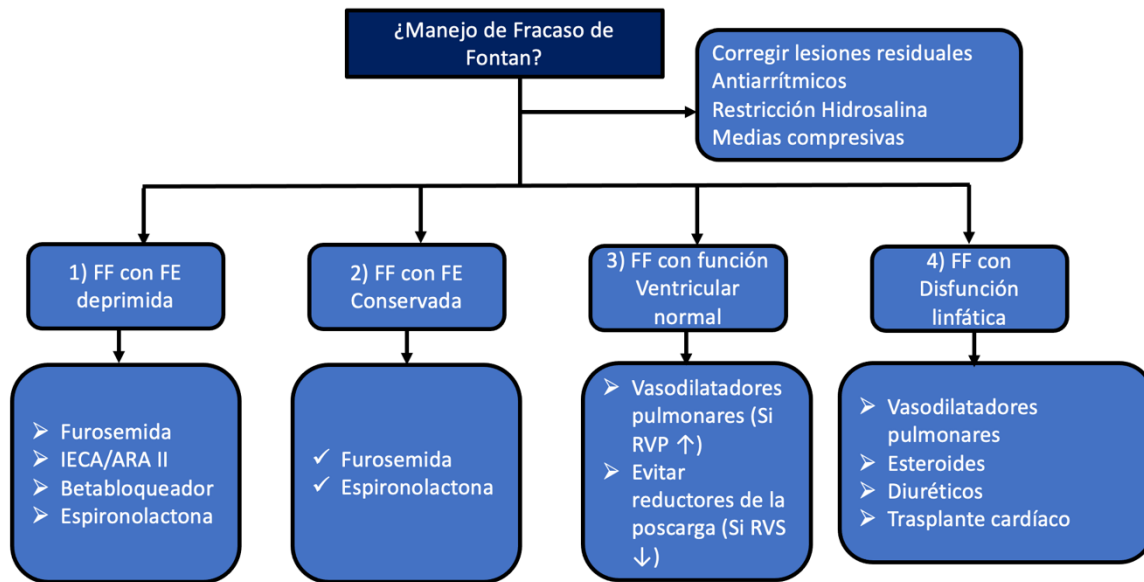 ¿Manejo de Fracaso de
Fontan?
Corregir lesiones residuales
Antiarrítmicos
Restricción Hidrosalina
Medias compresivas
1) FF con FE
deprimida
2) FF con FE
Conservada
3) FF con función
Ventricular
normal
4) FF con
Disfunción
linfática
➢ Furosemida
➢ IECA/ARA II
➢ Betabloqueador
➢ Espironolactona
✓ Furosemida
✓ Espironolactona
➢ Vasodilatadores
pulmonares (Si
RVP ↑)
➢ Evitar
reductores de la
poscarga (Si RVS
↓)
➢ Vasodilatadores
pulmonares
➢ Esteroides
➢ Diuréticos
➢ Trasplante cardíaco